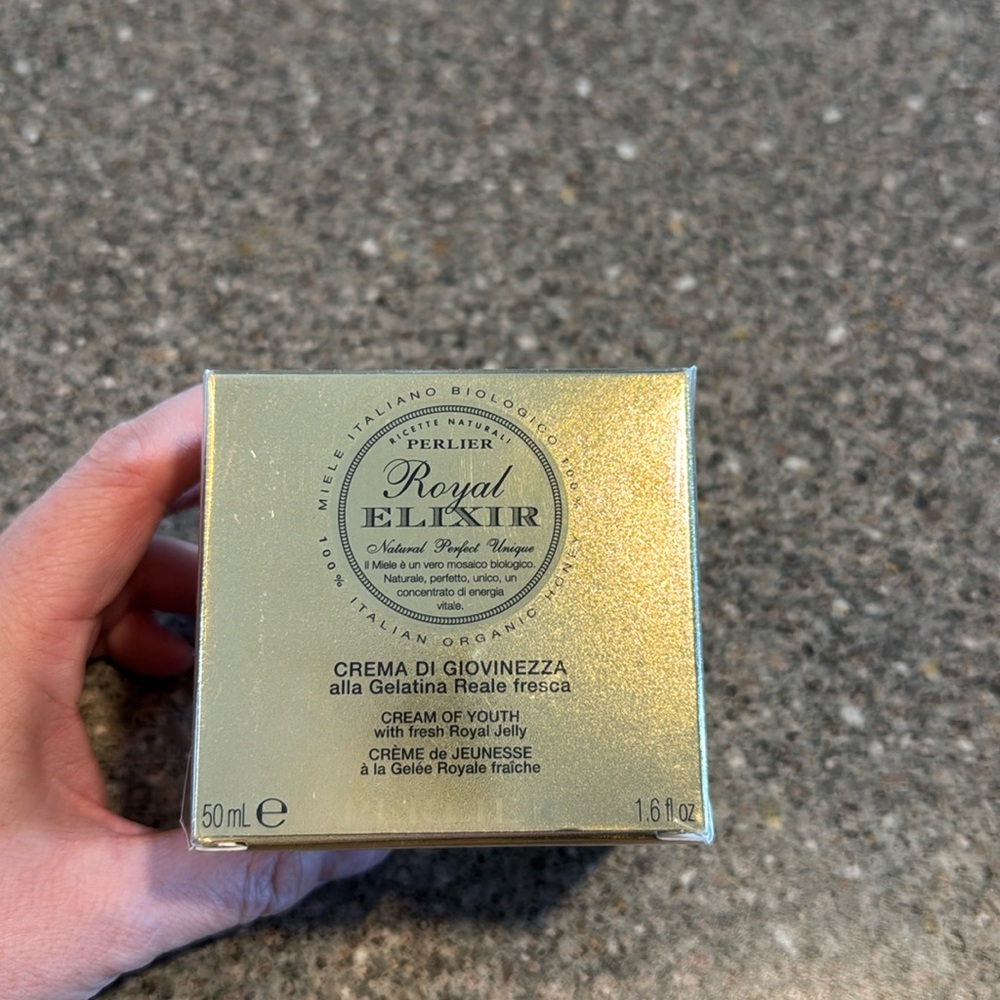 MIELE ITALIANO BIOLOGICO 100%
RICETTE NATURALI
PERLIER
Royal
ELIXIR
Natural Perfect Unique
Il Miele è un vero mosaico biologico.
Naturale, perfetto, unico, un
concentrato di energia
vitale.
100% ITALIAN ORGANIC HONEY
CREMA DI GIOVINEZZA
alla Gelatina Reale fresca
CREAM OF YOUTH
with fresh Royal Jelly
CRÈME de JEUNESSE
à la Gelée Royale fraîche
50 mL e
1.6 fl oz